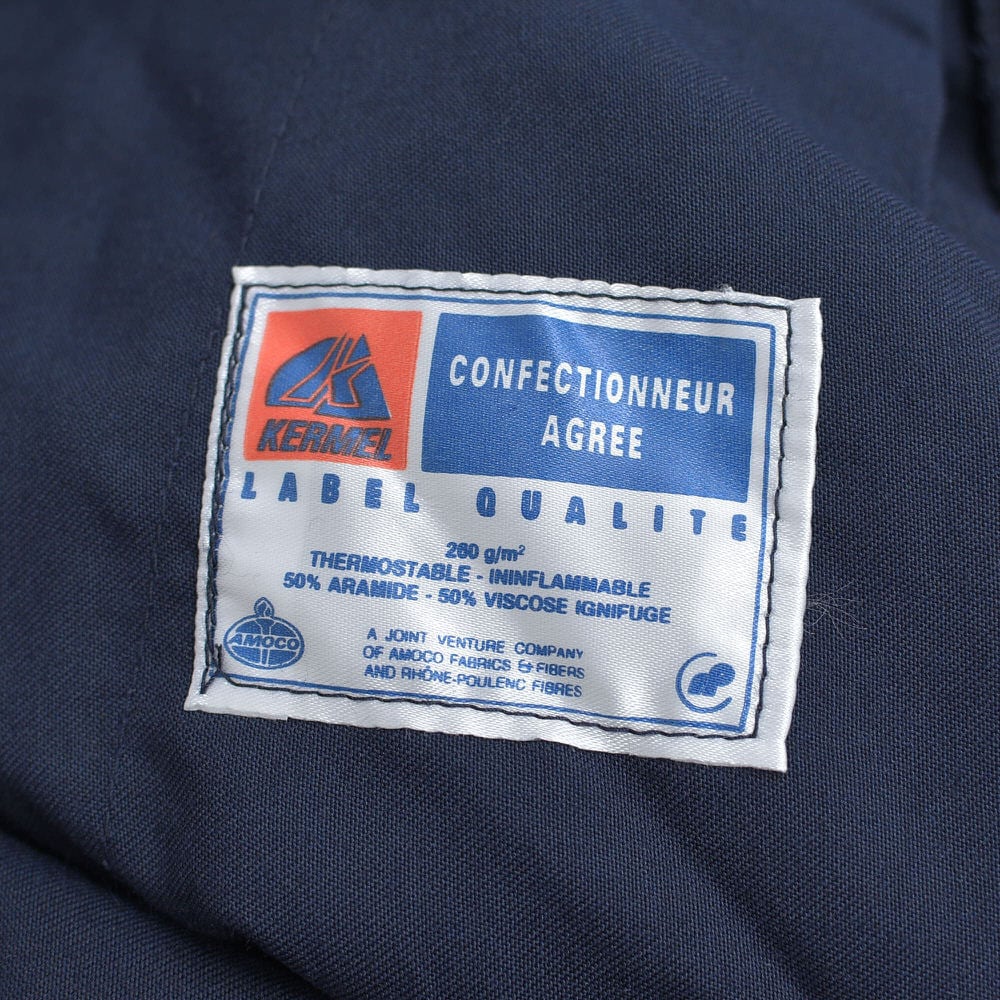 KERMEL
CONFECTIONNEUR
AGREE
LABEL QUALITE
260 g/m²
THERMOSTABLE - ININFLAMMABLE
50% ARAMIDE - 50% VISCOSE IGNIFUGE
AMOCO
A JOINT VENTURE COMPANY
OF AMOCO FABRICS & FIBERS
AND RHÔNE-POULENC FIBRES